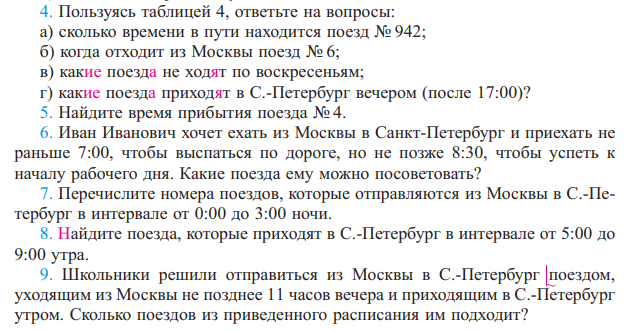 4. Пользуясь таблицей 4, ответьте на вопросы:
а) сколько времени в пути находится поезд № 942;
б) когда отходит из Москвы поезд № 6;
в) какие поезда не ходят по воскресеньям;
г) какие поезда приходят в С.-Петербург вечером (после 17:00)?
5. Найдите время прибытия поезда № 4.
6. Иван Иванович хочет ехать из Москвы в Санкт-Петербург и приехать не
раньше 7:00, чтобы выспаться по дороге, но не позже 8:30, чтобы успеть к
началу рабочего дня. Какие поезда ему можно посоветовать?
7. Перечислите номера поездов, которые отправляются из Москвы в С.-Пе-
тербург в интервале от 0:00 до 3:00 ночи.
8. Найдите поезда, которые приходят в С.-Петербург в интервале от 5:00 до
9:00 утра.
9. Школьники решили отправиться из Москвы в С.-Петербург поездом,
уходящим из Москвы не позднее 11 часов вечера и приходящим в С.-Петербург
утром. Сколько поездов из приведенного расписания им подходит?